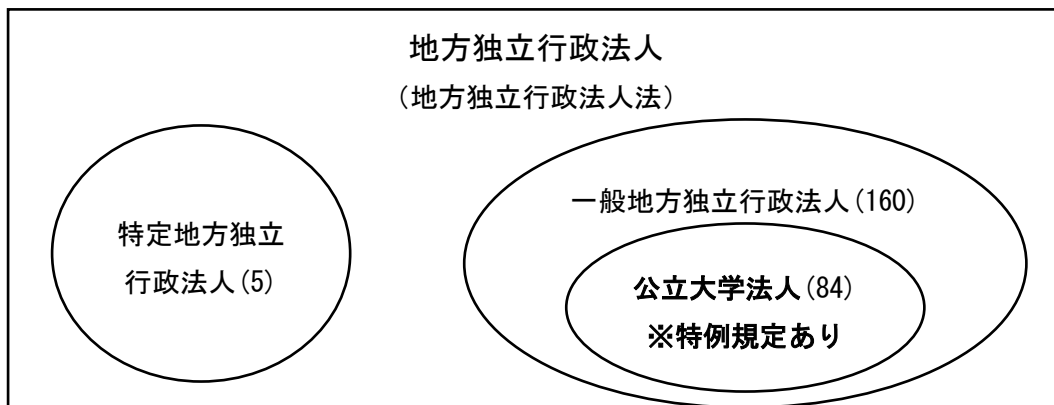 地方独立行政法人
（地方独立行政法人法）
特定地方独立
行政法人(5)
一般地方独立行政法人(160)
公立大学法人(84)
※特例規定あり